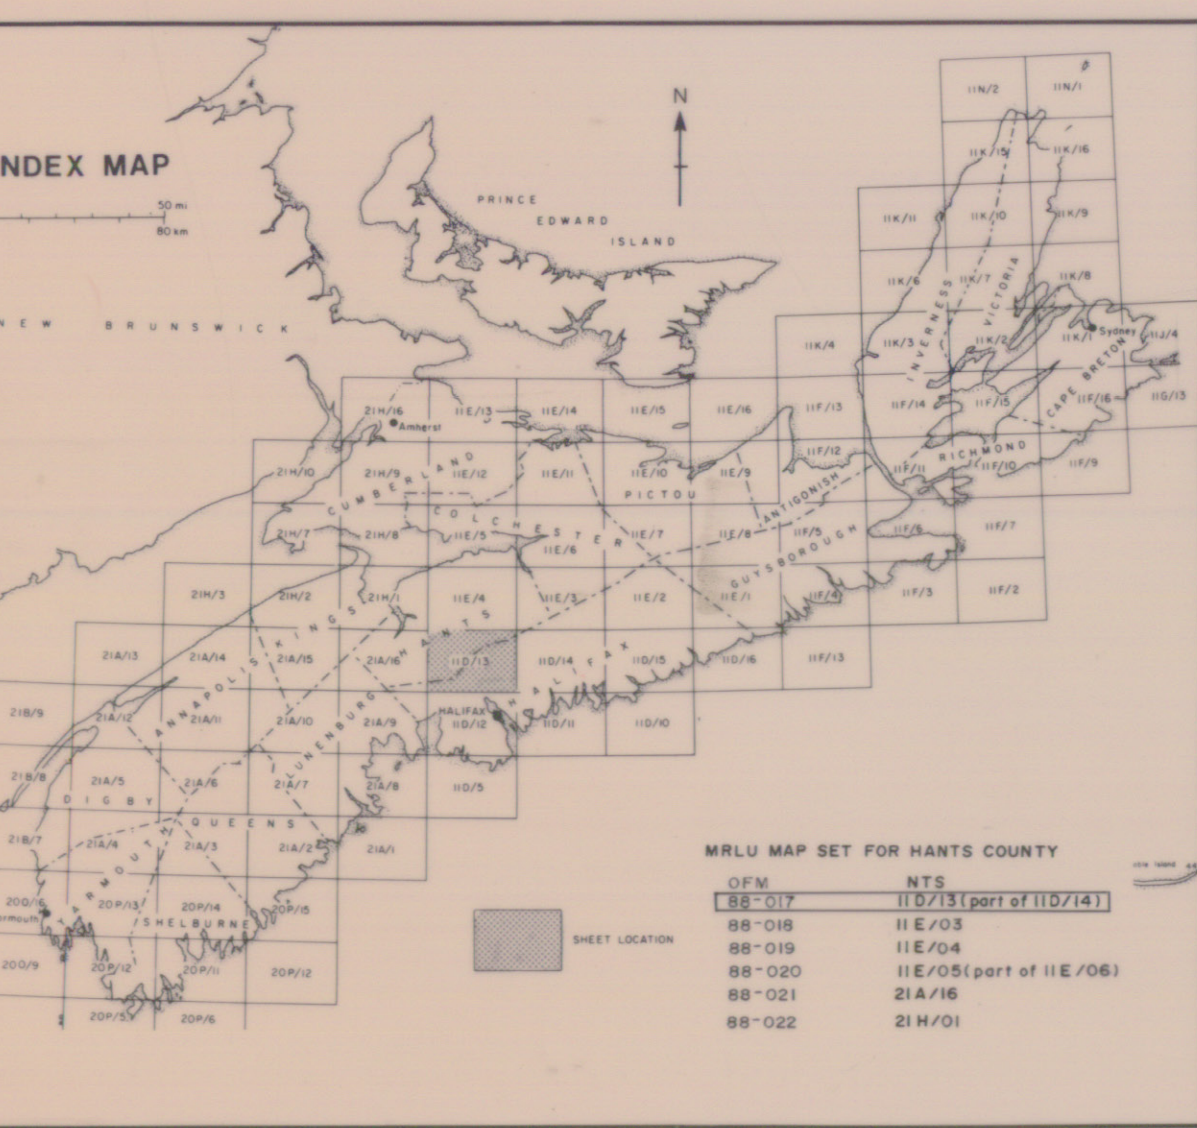 NDEX MAP
50 mi
80 km
N
PRINCE
EDWARD
ISLAND
NEW BRUNSWICK
11N/2 11N/1
11K/15 11K/16
11K/11 11K/10 11K/9
11K/6 11K/7 11K/8
INVERNESS
VICTORIA
11K/4 11K/3 11K/2 11K/1 11J/4
Sydney
CAPE BRETON
21H/16 11E/13 11E/14 11E/15 11E/16 11F/13 11F/14 11F/15 11F/16 11G/13
Amherst
21H/10 21H/9 11E/12 11E/11 11E/10 11E/9 11F/12 11F/11 11F/10 11F/9
CUMBERLAND
PICTOU
ANTIGONISH
RICHMOND
21H/7 21H/8 11E/5 11E/6 11E/7 11E/8 11F/5 11F/6 11F/7
COLCHESTER
GUYSBOROUGH
21H/3 21H/2 21H/1 11E/4 11E/3 11E/2 11E/1 11F/4 11F/3 11F/2
KINGS
HANTS
21A/13 21A/14 21A/15 21A/16 11D/13 11D/14 11D/15 11D/16 11F/13
ANNAPOLIS
HALIFAX
21B/9 21A/12 21A/11 21A/10 21A/9 11D/12 11D/11 11D/10
HALIFAX
LUNENBURG
21B/8 21A/5 21A/6 21A/7 21A/8 11D/5
DIGBY
QUEENS
21B/7 21A/4 21A/3 21A/2 21A/1
YARMOUTH
20O/16 20P/13 20P/14 20P/15
rmouth
SHELBURNE
20O/9 20P/12 20P/11 20P/12
20P/5 20P/6
SHEET LOCATION
MRLU MAP SET FOR HANTS COUNTY
OFM NTS
88-017 11D/13(part of 11D/14)
88-018 11E/03
88-019 11E/04
88-020 11E/05(part of 11E/06)
88-021 21A/16
88-022 21H/01
Island